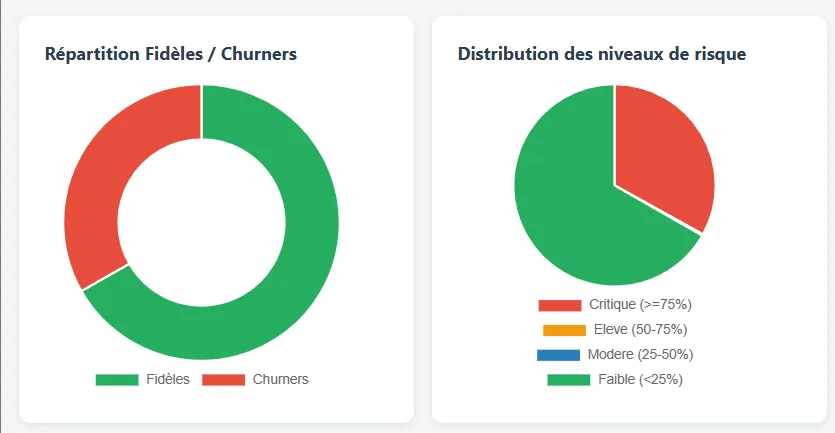 Répartition Fidèles / Churners
Fidèles
Churners
Distribution des niveaux de risque
Critique (>=75%)
Eleve (50-75%)
Modere (25-50%)
Faible (<25%)